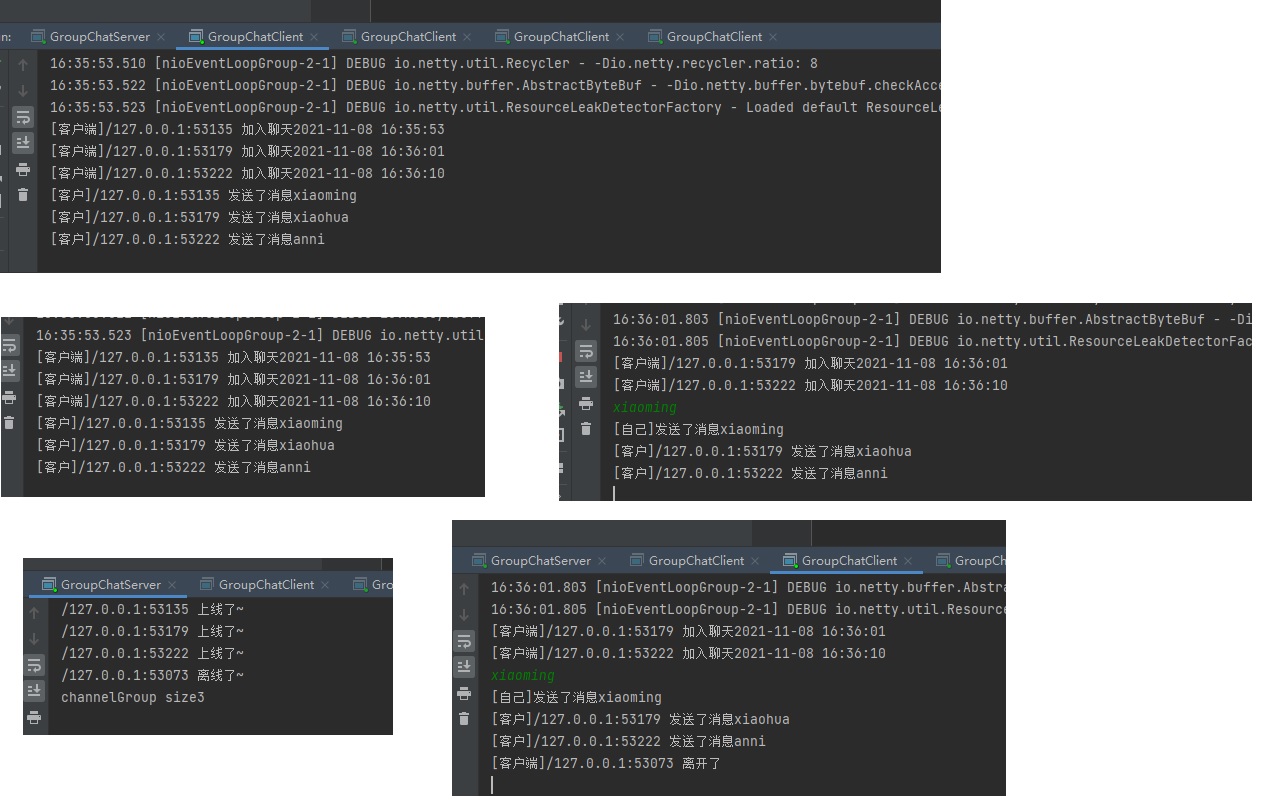 n: GroupChatServer × GroupChatClient × GroupChatClient × GroupChatClient × GroupChatClient ×
16:35:53.510 [nioEventLoopGroup-2-1] DEBUG io.netty.util.Recycler - -Dio.netty.recycler.ratio: 8
16:35:53.522 [nioEventLoopGroup-2-1] DEBUG io.netty.buffer.AbstractByteBuf - -Dio.netty.buffer.bytebuf.checkAcce
16:35:53.523 [nioEventLoopGroup-2-1] DEBUG io.netty.util.ResourceLeakDetectorFactory - Loaded default ResourceLe
[客户端]/127.0.0.1:53135 加入聊天2021-11-08 16:35:53
[客户端]/127.0.0.1:53179 加入聊天2021-11-08 16:36:01
[客户端]/127.0.0.1:53222 加入聊天2021-11-08 16:36:10
[客户]/127.0.0.1:53135 发送了消息xiaoming
[客户]/127.0.0.1:53179 发送了消息xiaohua
[客户]/127.0.0.1:53222 发送了消息anni
16:35:53.523 [nioEventLoopGroup-2-1] DEBUG io.netty.util
[客户端]/127.0.0.1:53135 加入聊天2021-11-08 16:35:53
[客户端]/127.0.0.1:53179 加入聊天2021-11-08 16:36:01
[客户端]/127.0.0.1:53222 加入聊天2021-11-08 16:36:10
[客户]/127.0.0.1:53135 发送了消息xiaoming
[客户]/127.0.0.1:53179 发送了消息xiaohua
[客户]/127.0.0.1:53222 发送了消息anni
16:36:01.803 [nioEventLoopGroup-2-1] DEBUG io.netty.buffer.AbstractByteBuf - -Di
16:36:01.805 [nioEventLoopGroup-2-1] DEBUG io.netty.util.ResourceLeakDetectorFac
[客户端]/127.0.0.1:53179 加入聊天2021-11-08 16:36:01
[客户端]/127.0.0.1:53222 加入聊天2021-11-08 16:36:10
xiaoming
[自己]发送了消息xiaoming
[客户]/127.0.0.1:53179 发送了消息xiaohua
[客户]/127.0.0.1:53222 发送了消息anni
GroupChatServer × GroupChatClient × Gro
/127.0.0.1:53135 上线了~
/127.0.0.1:53179 上线了~
/127.0.0.1:53222 上线了~
/127.0.0.1:53073 离线了~
channelGroup size3
GroupChatServer × GroupChatClient × GroupChatClient × GroupCh
16:36:01.803 [nioEventLoopGroup-2-1] DEBUG io.netty.buffer.Abstra
16:36:01.805 [nioEventLoopGroup-2-1] DEBUG io.netty.util.Resource
[客户端]/127.0.0.1:53179 加入聊天2021-11-08 16:36:01
[客户端]/127.0.0.1:53222 加入聊天2021-11-08 16:36:10
xiaoming
[自己]发送了消息xiaoming
[客户]/127.0.0.1:53179 发送了消息xiaohua
[客户]/127.0.0.1:53222 发送了消息anni
[客户端]/127.0.0.1:53073 离开了